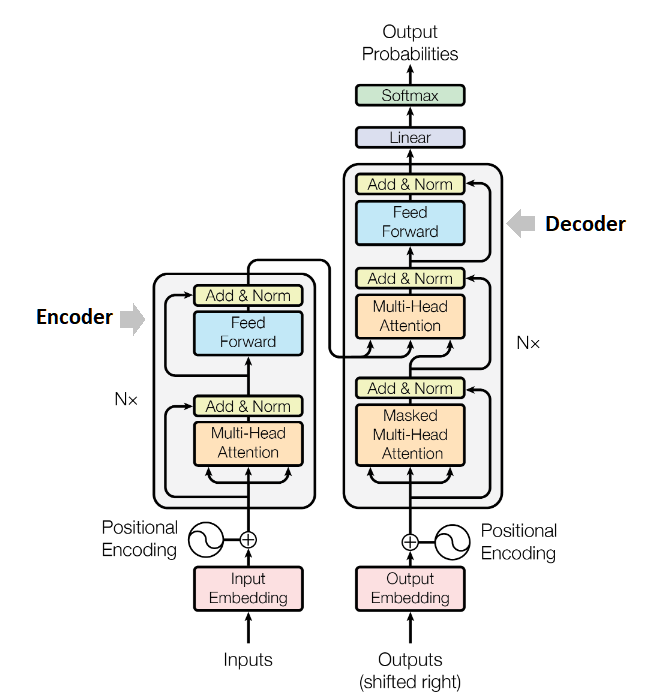 Output
Probabilities
Softmax
Linear
Add & Norm
Feed
Forward
Decoder
Add & Norm
Multi-Head
Attention
Nx
Add & Norm
Masked
Multi-Head
Attention
Encoder
Add & Norm
Feed
Forward
N×
Add & Norm
Multi-Head
Attention
Positional
Encoding
Positional
Encoding
Input
Embedding
Output
Embedding
Inputs
Outputs
(shifted right)